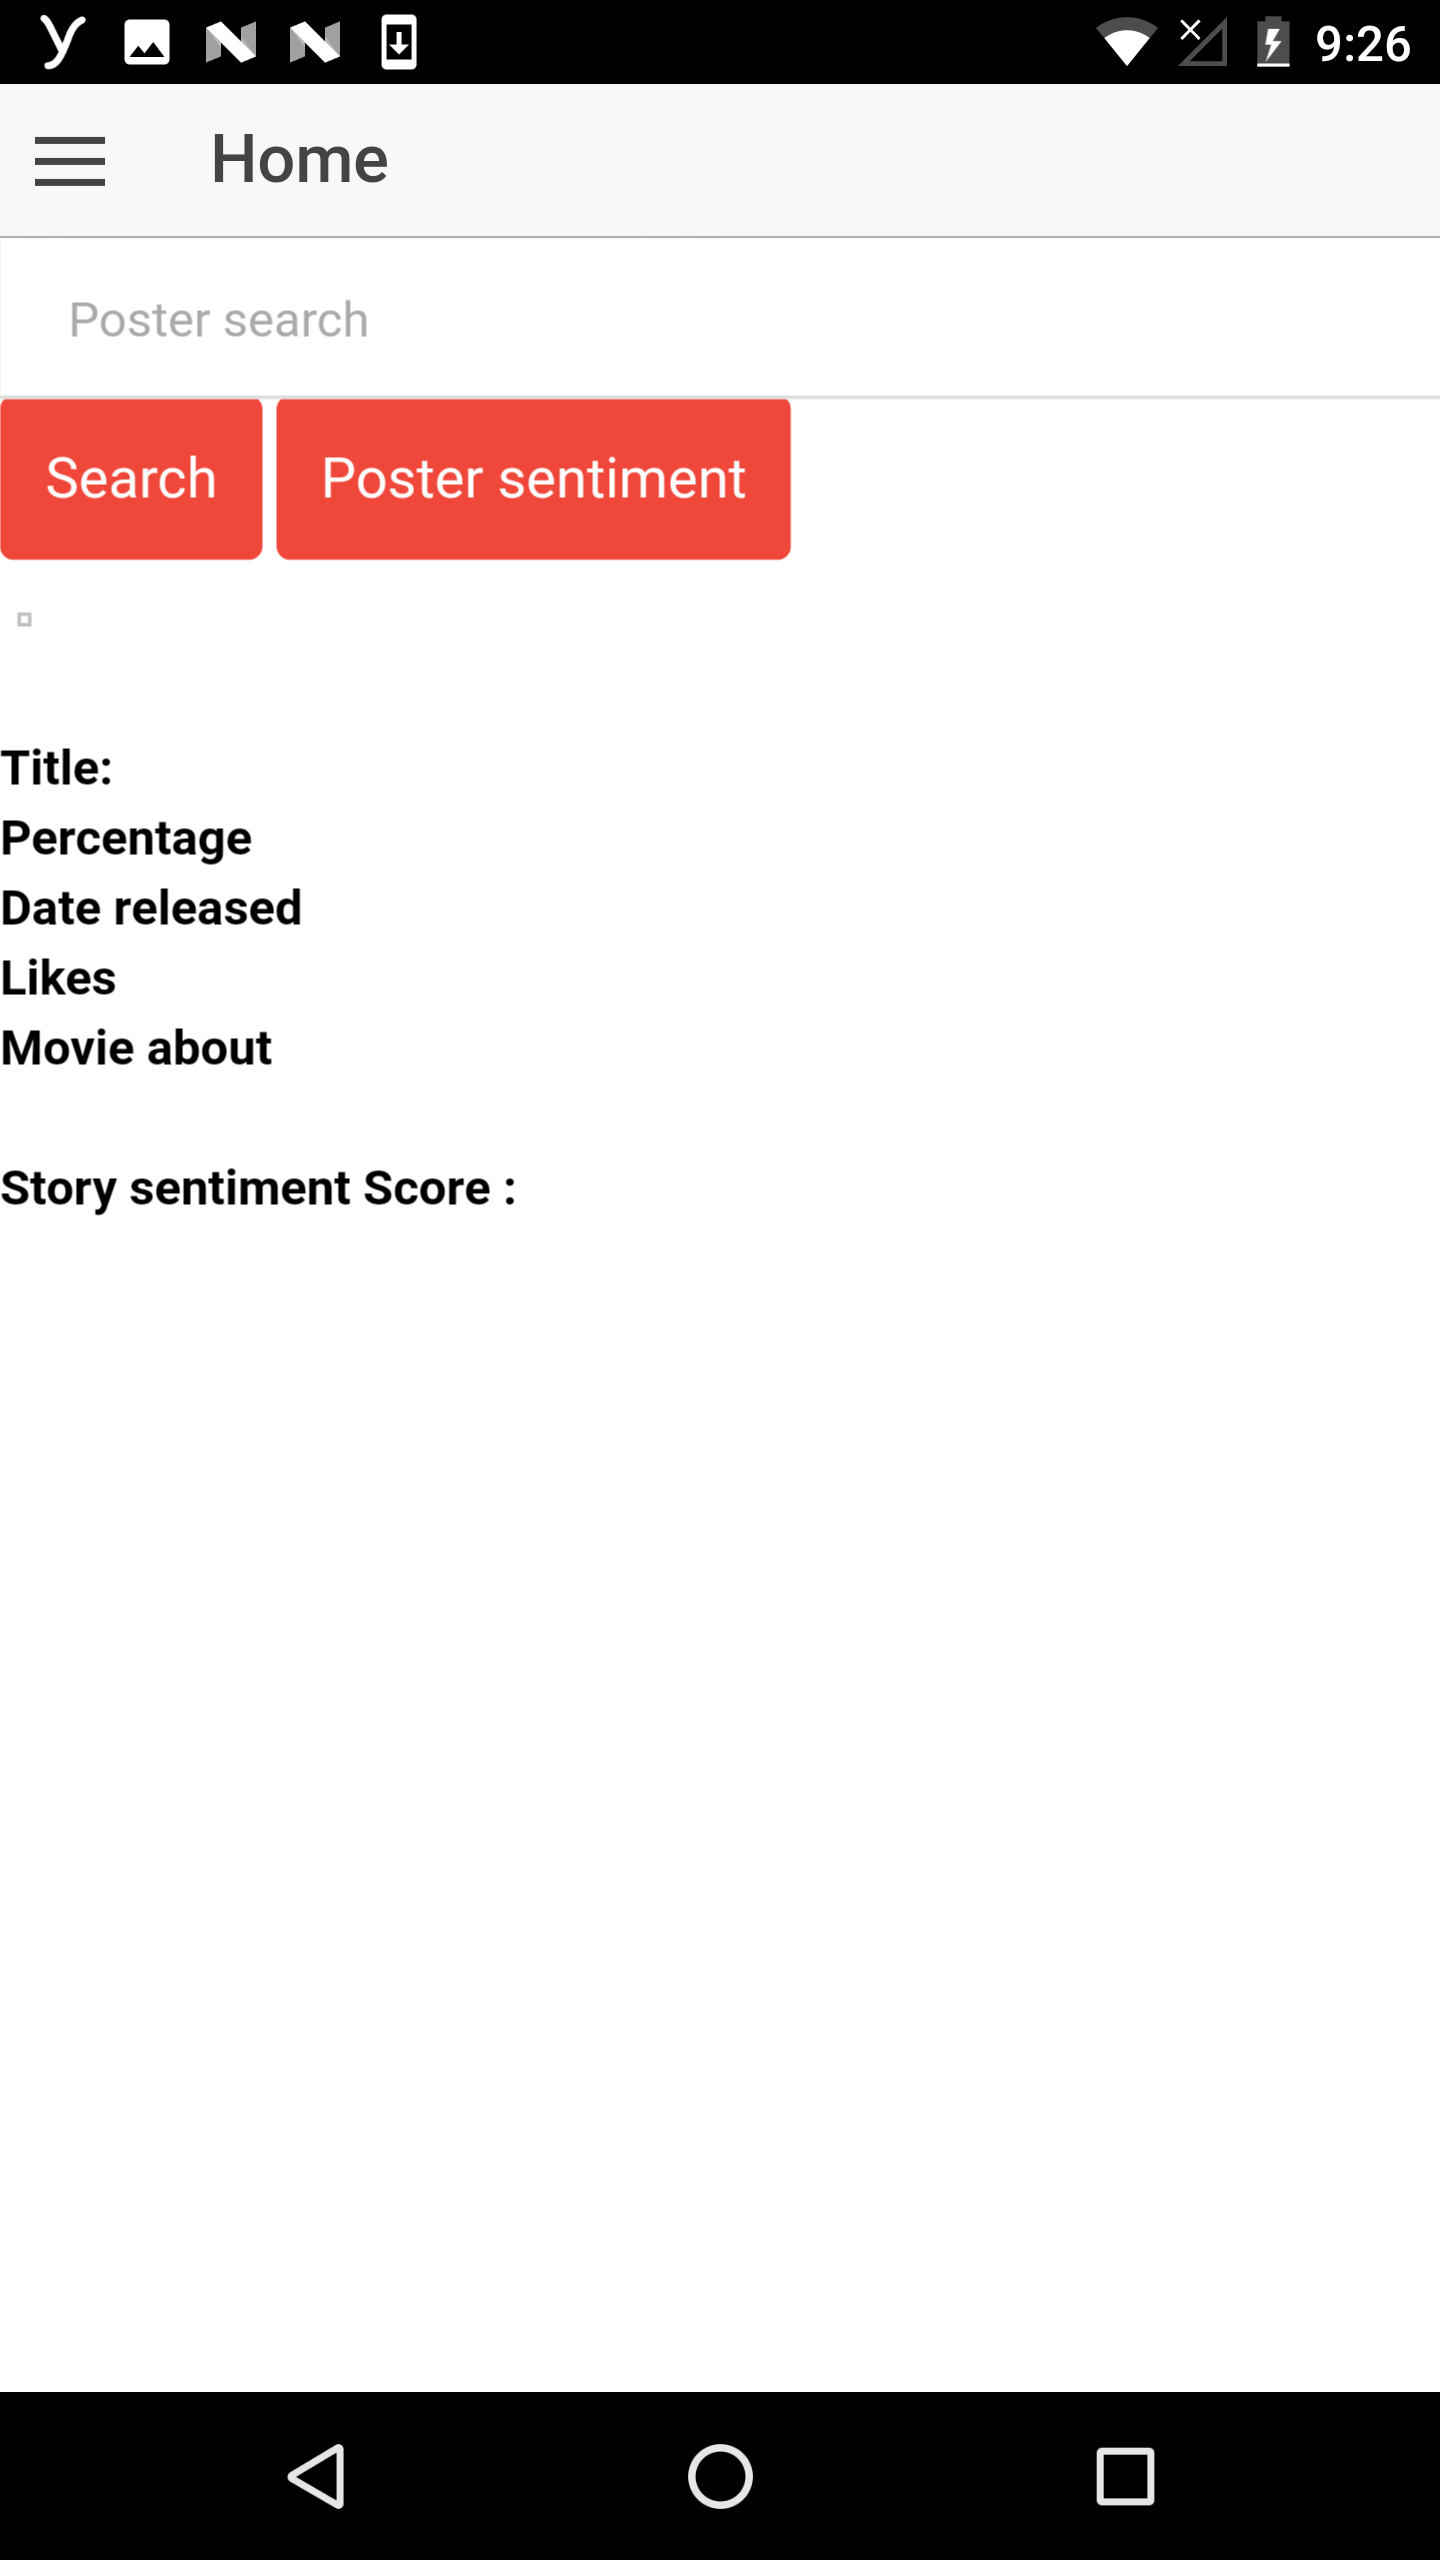 9:26
Home
Poster search
Search Poster sentiment
Title:
Percentage
Date released
Likes
Movie about
Story sentiment Score :